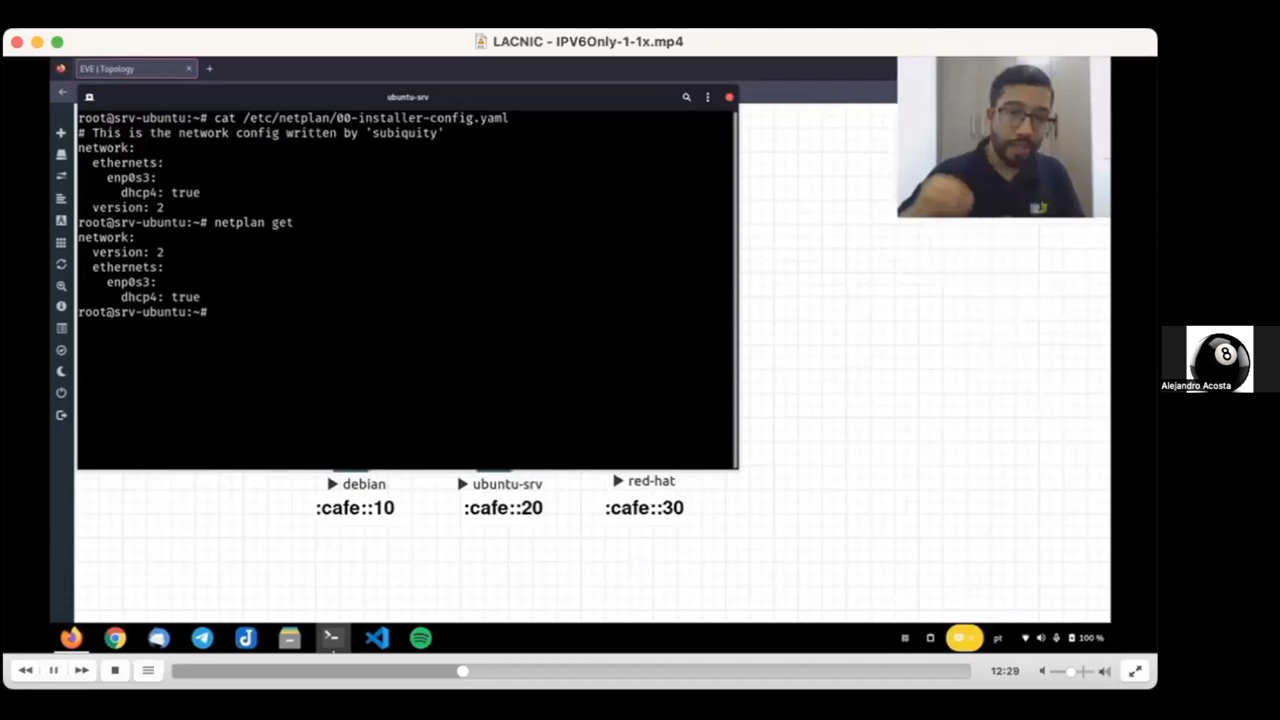 LACNIC - IPV6Only-1-1x.mp4
EVE | Topology
ubuntu-srv
root@srv-ubuntu:~# cat /etc/netplan/00-installer-config.yaml
# This is the network config written by 'subiquity'
network:
  ethernets:
    enp0s3:
      dhcp4: true
  version: 2
root@srv-ubuntu:~# netplan get
network:
  version: 2
  ethernets:
    enp0s3:
      dhcp4: true
root@srv-ubuntu:~#
debian
ubuntu-srv
red-hat
:cafe::10
:cafe::20
:cafe::30
8
Alejandro Acosta
pt
100 %
12:29